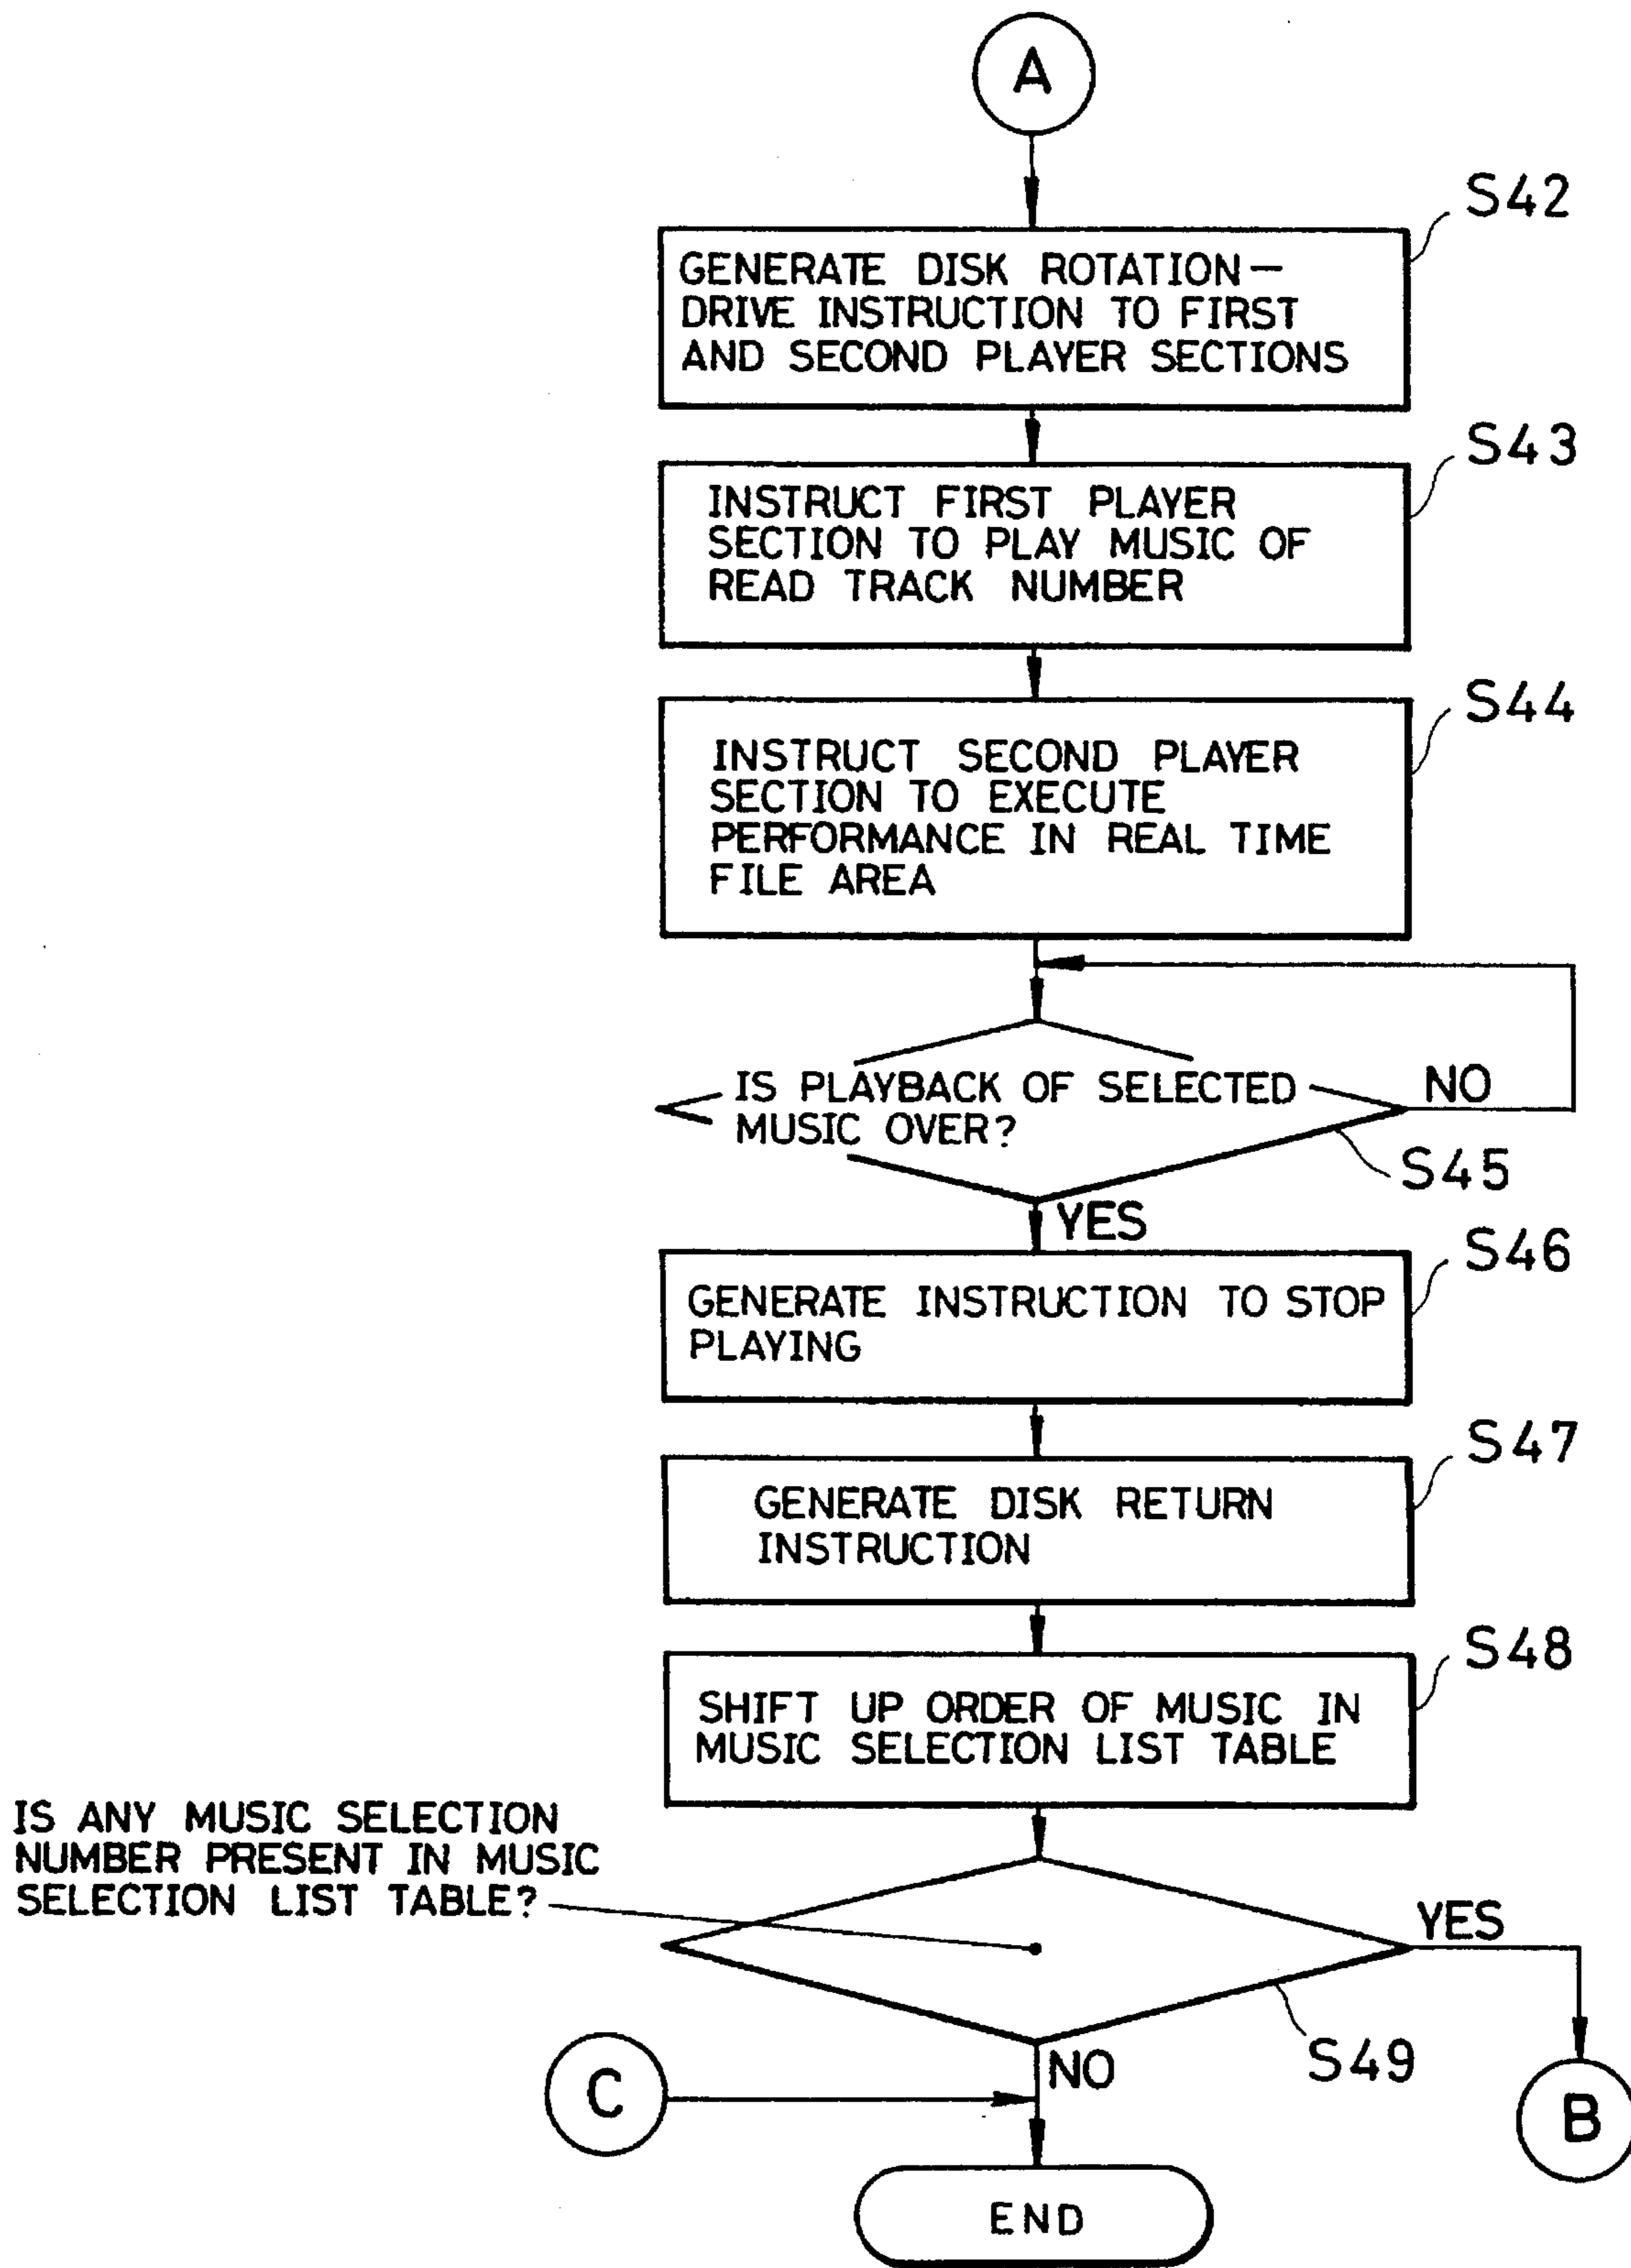 A
S42
GENERATE DISK ROTATION—
DRIVE INSTRUCTION TO FIRST
AND SECOND PLAYER SECTIONS
S43
INSTRUCT FIRST PLAYER
SECTION TO PLAY MUSIC OF
READ TRACK NUMBER
S44
INSTRUCT SECOND PLAYER
SECTION TO EXECUTE
PERFORMANCE IN REAL TIME
FILE AREA
IS PLAYBACK OF SELECTED
MUSIC OVER?
NO
S45
YES
S46
GENERATE INSTRUCTION TO STOP
PLAYING
S47
GENERATE DISK RETURN
INSTRUCTION
S48
SHIFT UP ORDER OF MUSIC IN
MUSIC SELECTION LIST TABLE
IS ANY MUSIC SELECTION
NUMBER PRESENT IN MUSIC
SELECTION LIST TABLE?
YES
S49
NO
C
B
END